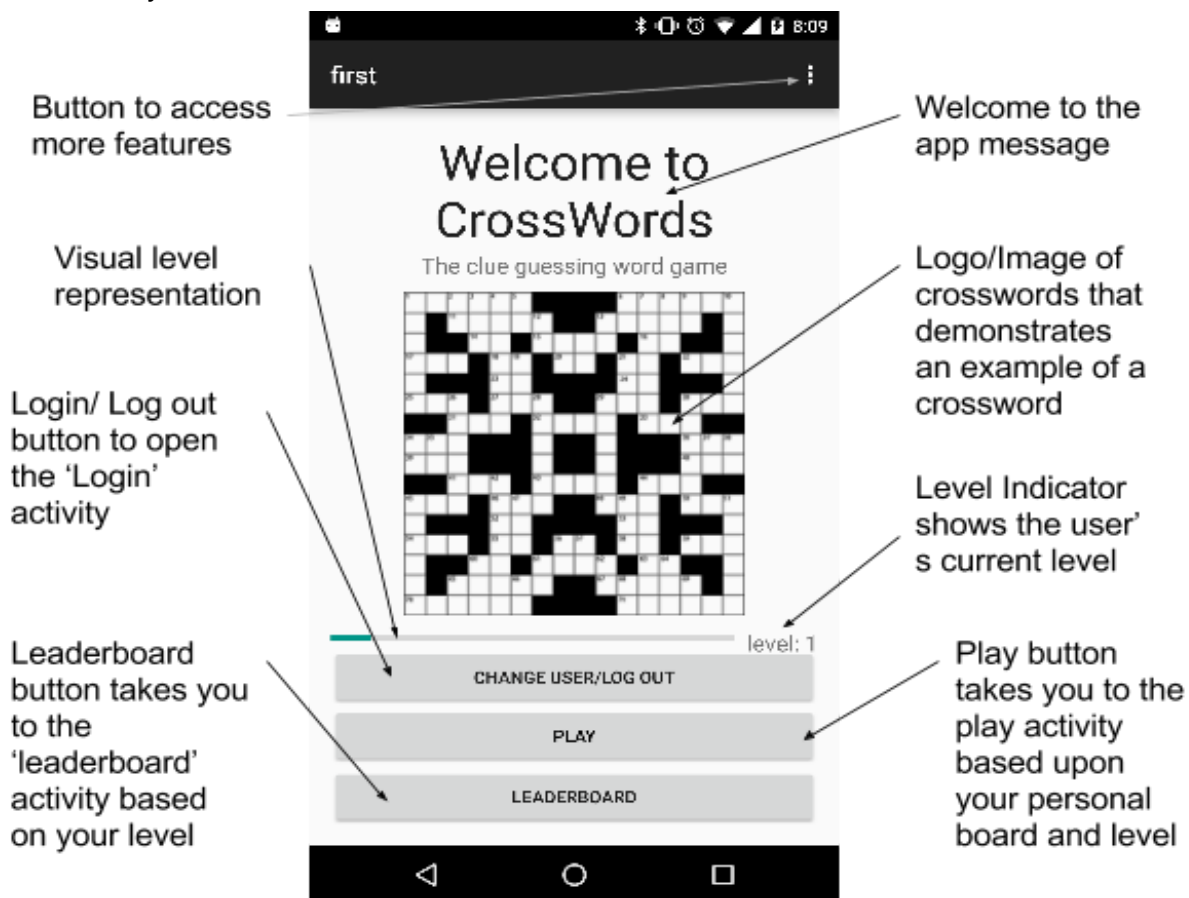 8:09
first
Button to access
more features
Welcome to the
app message
Welcome to
CrossWords
The clue guessing word game
Visual level
representation
Logo/Image of
crosswords that
demonstrates
an example of a
crossword
Login/ Log out
button to open
the ‘Login’
activity
Level Indicator
shows the user’
s current level
level: 1
CHANGE USER/LOG OUT
PLAY
LEADERBOARD
Leaderboard
button takes you
to the
‘leaderboard’
activity based
on your level
Play button
takes you to the
play activity
based upon
your personal
board and level